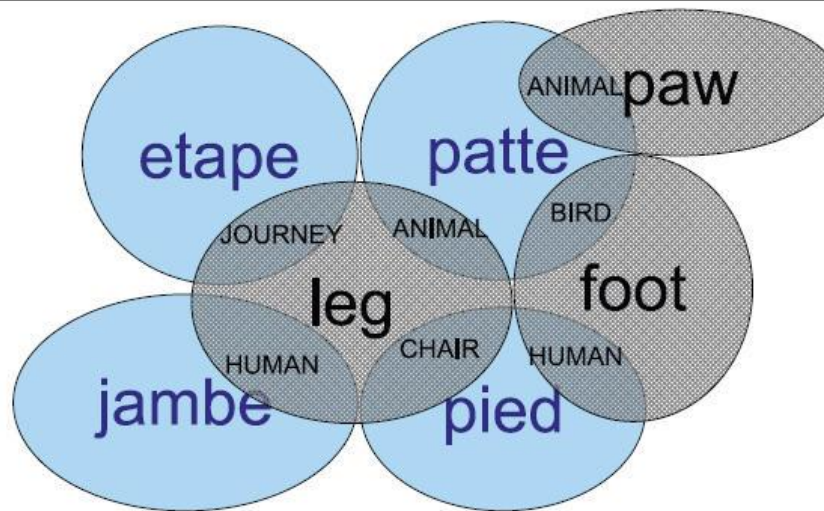 ANIMAL paw
etape patte
BIRD
JOURNEY ANIMAL
leg foot
HUMAN CHAIR HUMAN
jambe pied